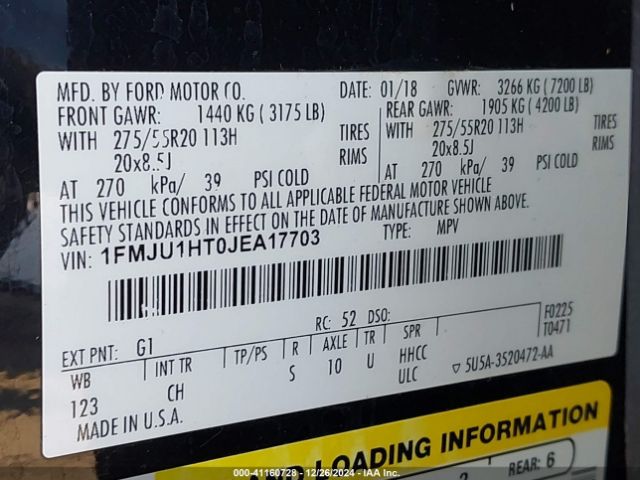 MFD. BY FORD MOTOR CO. DATE: 01/18 GVWR: 3266 KG (7200 LB)
FRONT GAWR: 1440 KG (3175 LB) REAR GAWR: 1905 KG (4200 LB)
WITH 275/55R20 113H TIRES WITH 275/55R20 113H TIRES
20x8.5J RIMS 20x8.5J RIMS
AT 270 kPa/ 39 PSI COLD AT 270 kPa/ 39 PSI COLD
THIS VEHICLE CONFORMS TO ALL APPLICABLE FEDERAL MOTOR VEHICLE
SAFETY STANDARDS IN EFFECT ON THE DATE OF MANUFACTURE SHOWN ABOVE.
VIN: 1FMJU1HT0JEA17703 TYPE: MPV
F0225
T0471
EXT PNT: G1 RC: 52 DSO:
WB INT TR TP/PS R AXLE TR SPR
123 CH S 10 U HHCC
ULC
▽ 5U5A-3520472-AA
MADE IN U.S.A.
LOADING INFORMATION
REAR: 6
000-41160728 - 12/26/2024 - IAA Inc.